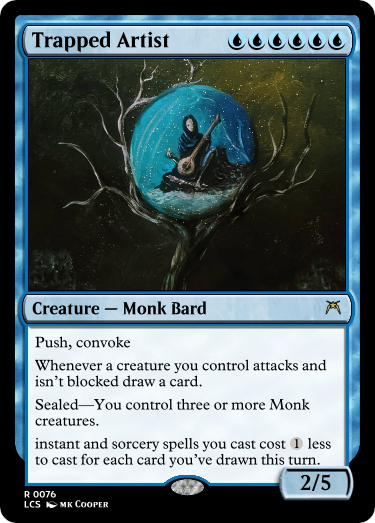 Trapped Artist
Creature — Monk Bard
Push, convoke
Whenever a creature you control attacks and
isn't blocked draw a card.
Sealed—You control three or more Monk
creatures.
instant and sorcery spells you cast cost 1 less
to cast for each card you've drawn this turn.
2/5
R 0076
LCS MK COOPER